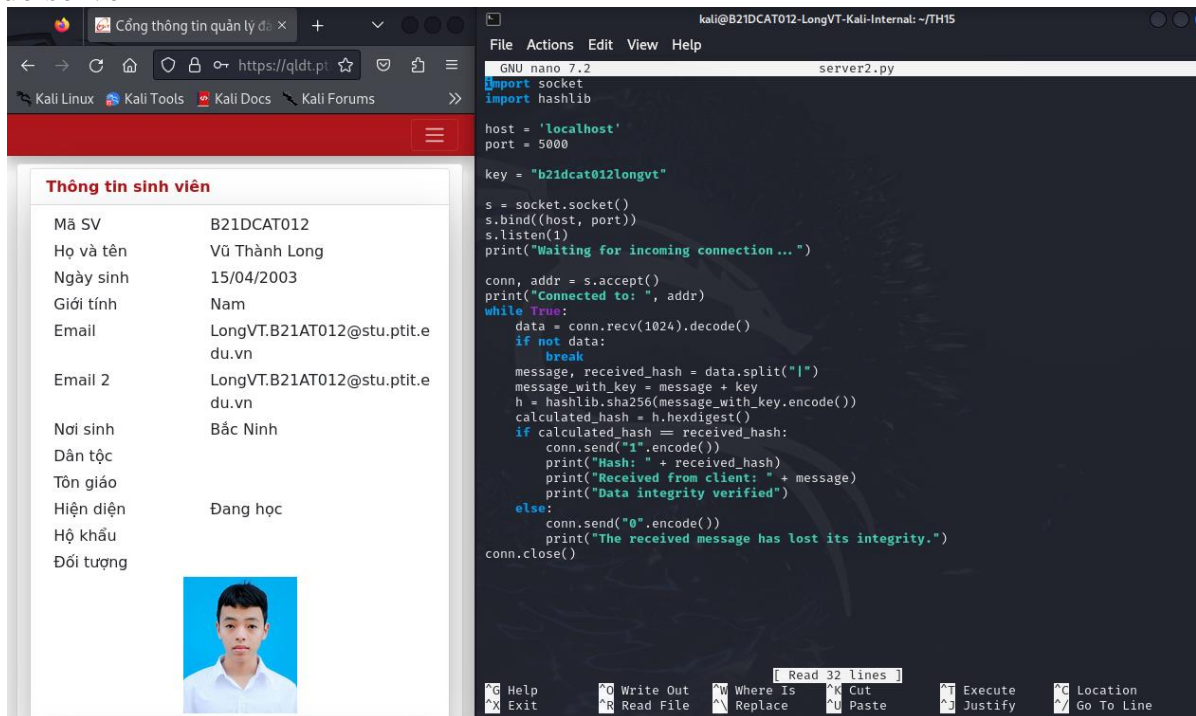 Cổng thông tin quản lý đà
https://qldt.pt
Kali Linux
Kali Tools
Kali Docs
Kali Forums
Thông tin sinh viên
Mã SV B21DCAT012
Họ và tên Vũ Thành Long
Ngày sinh 15/04/2003
Giới tính Nam
Email LongVT.B21AT012@stu.ptit.e
du.vn
Email 2 LongVT.B21AT012@stu.ptit.e
du.vn
Nơi sinh Bắc Ninh
Dân tộc
Tôn giáo
Hiện diện Đang học
Hộ khẩu
Đối tượng
kali@B21DCAT012-LongVT-Kali-Internal: ~/TH15
File Actions Edit View Help
GNU nano 7.2 server2.py
import socket
import hashlib
host = 'localhost'
port = 5000
key = "b21dcat012longvt"
s = socket.socket()
s.bind((host, port))
s.listen(1)
print("Waiting for incoming connection...")
conn, addr = s.accept()
print("Connected to: ", addr)
while True:
    data = conn.recv(1024).decode()
    if not data:
        break
    message, received_hash = data.split("|")
    message_with_key = message + key
    h = hashlib.sha256(message_with_key.encode())
    calculated_hash = h.hexdigest()
    if calculated_hash == received_hash:
        conn.send("1".encode())
        print("Hash: " + received_hash)
        print("Received from client: " + message)
        print("Data integrity verified")
    else:
        conn.send("0".encode())
        print("The received message has lost its integrity.")
conn.close()
[ Read 32 lines ]
^G Help ^O Write Out ^W Where Is ^K Cut ^T Execute ^C Location
^X Exit ^R Read File ^\ Replace ^U Paste ^J Justify ^/ Go To Line